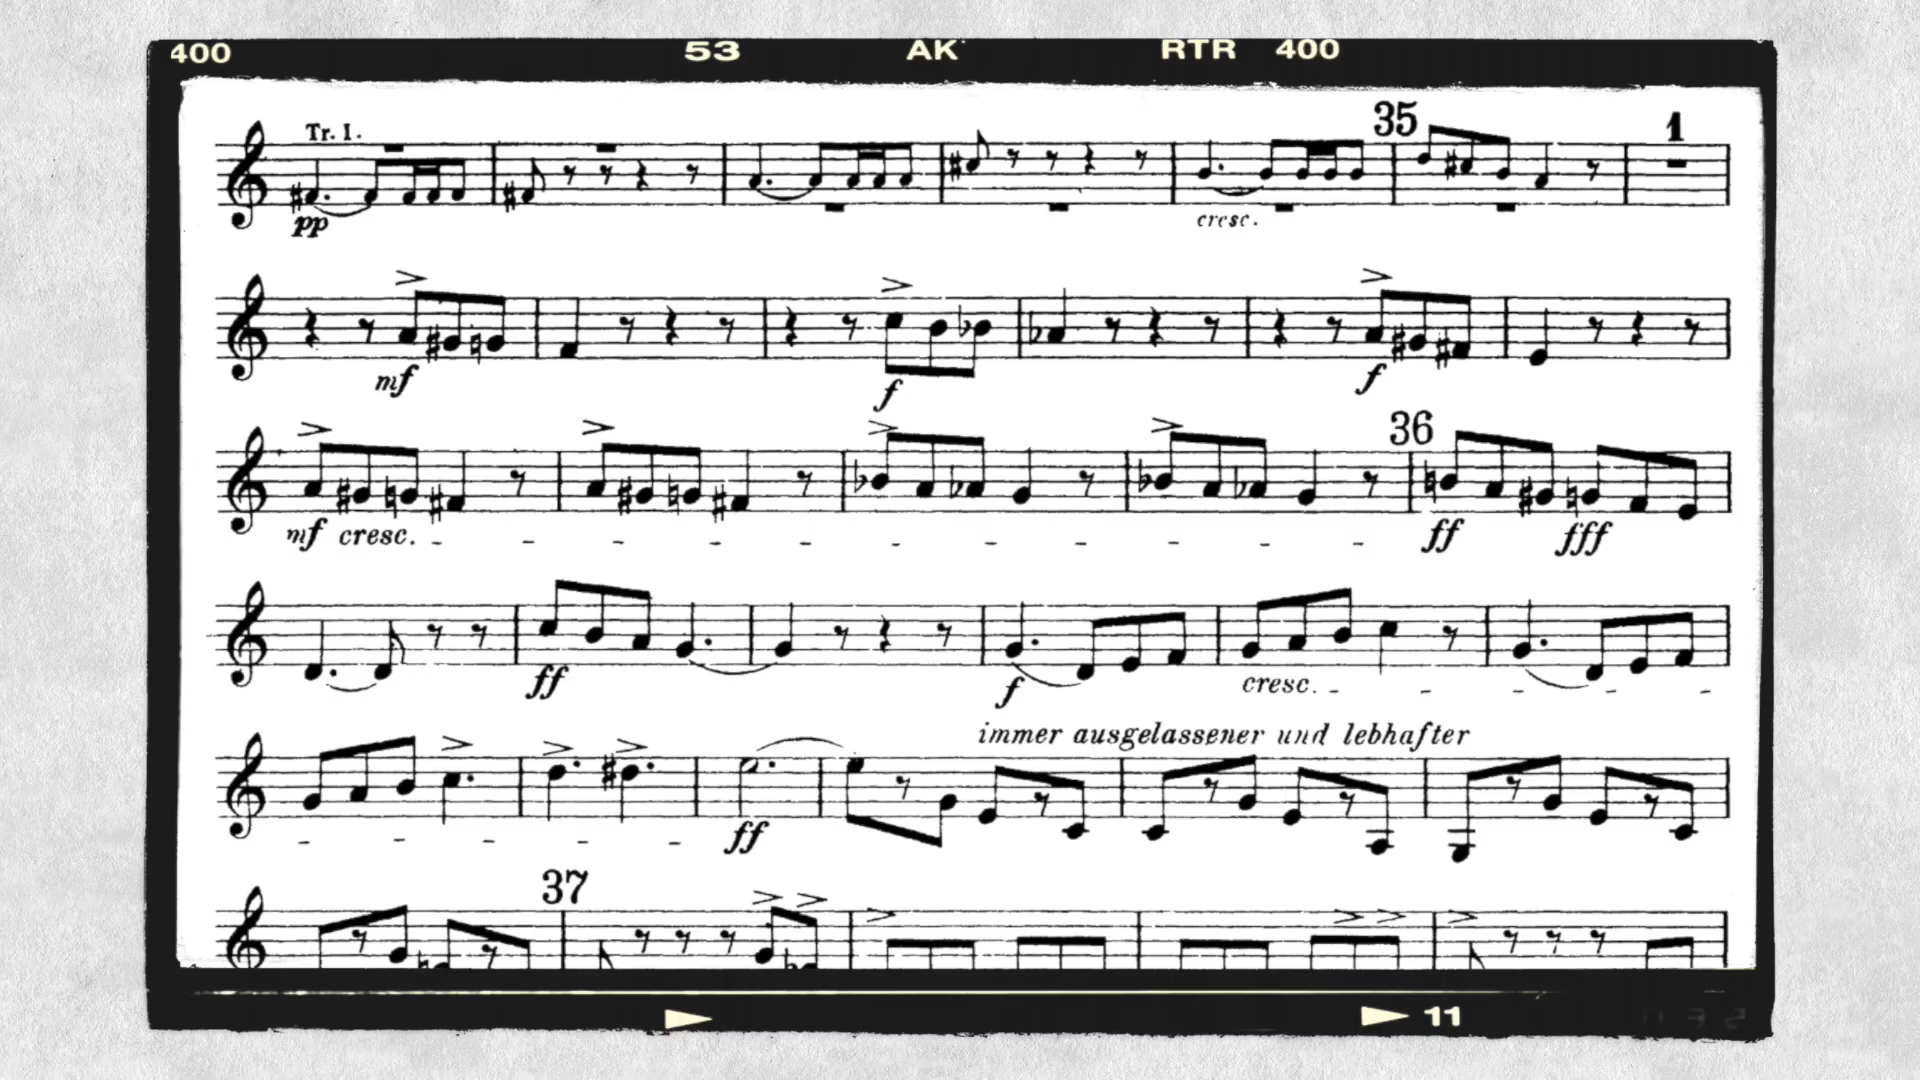 400 53 AK RTR 400
35
Tr. I. 1
pp cresc.
mf f f
36
mf cresc. ff fff
ff f cresc.
immer ausgelassener und lebhafter
ff
37
11